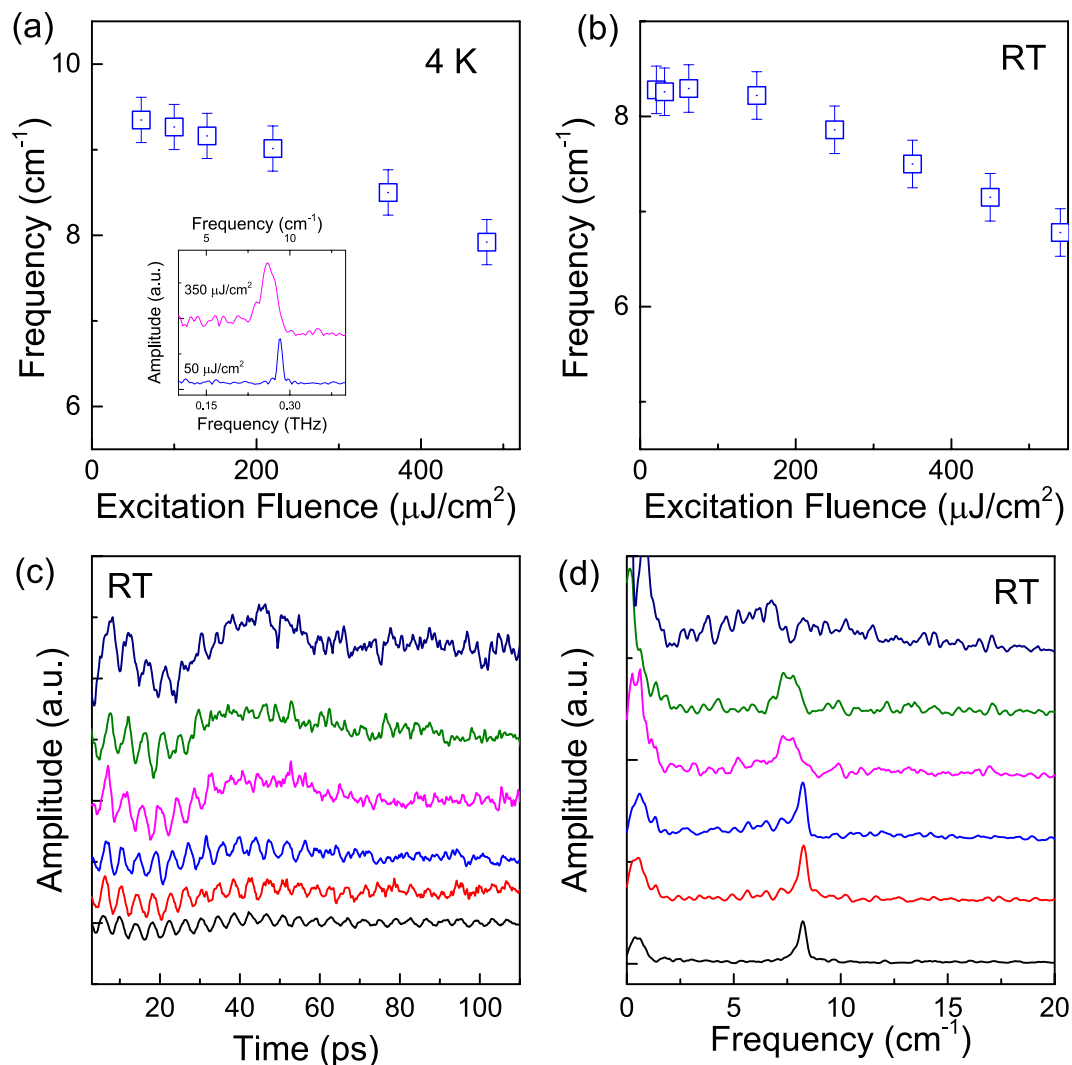 (a)
4 K
10
8
6
Frequency (cm⁻¹)
0
200
400
Excitation Fluence (μJ/cm²)
Frequency (cm⁻¹)
5
10
350 μJ/cm²
50 μJ/cm²
Amplitude (a.u.)
0.15
0.30
Frequency (THz)
(b)
RT
8
6
Frequency (cm⁻¹)
0
200
400
Excitation Fluence (μJ/cm²)
(c)
RT
Amplitude (a.u.)
20
40
60
80
100
Time (ps)
(d)
RT
Amplitude (a.u.)
0
5
10
15
20
Frequency (cm⁻¹)